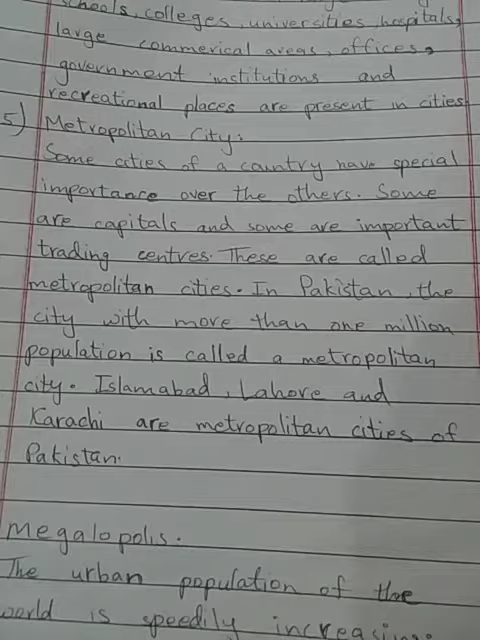 schools, colleges, universities, hospitals,
large commerical areas, offices,
government institutions and
recreational places are present in cities
5) Metropolitan City:
Some cities of a country have special
importance over the others. Some
are capitals and some are important
trading centres. These are called
metropolitan cities. In Pakistan, the
city with more than one million
population is called a metropolitan
city. Islamabad, Lahore and
Karachi are metropolitan cities of
Pakistan.
Megalopolis.
The urban population of the
world is speedily increasing